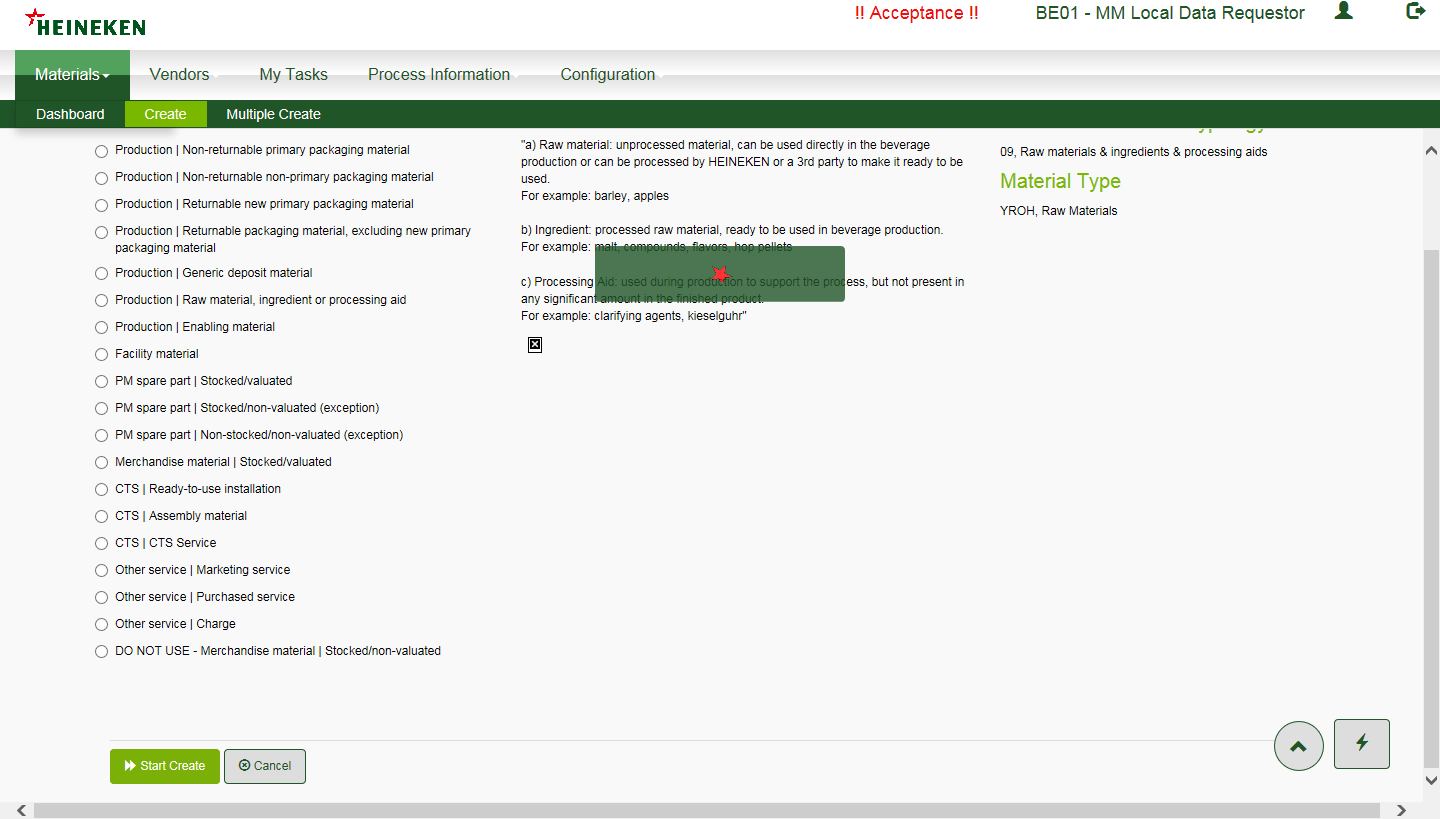 HEINEKEN
!! Acceptance !!
BE01 - MM Local Data Requestor
Materials
Vendors
My Tasks
Process Information
Configuration
Dashboard
Create
Multiple Create
Production | Non-returnable primary packaging material
Production | Non-returnable non-primary packaging material
Production | Returnable new primary packaging material
Production | Returnable packaging material, excluding new primary
packaging material
Production | Generic deposit material
Production | Raw material, ingredient or processing aid
Production | Enabling material
Facility material
PM spare part | Stocked/valuated
PM spare part | Stocked/non-valuated (exception)
PM spare part | Non-stocked/non-valuated (exception)
Merchandise material | Stocked/valuated
CTS | Ready-to-use installation
CTS | Assembly material
CTS | CTS Service
Other service | Marketing service
Other service | Purchased service
Other service | Charge
DO NOT USE - Merchandise material | Stocked/non-valuated
"a) Raw material: unprocessed material, can be used directly in the beverage
production or can be processed by HEINEKEN or a 3rd party to make it ready to be
used.
For example: barley, apples
b) Ingredient: processed raw material, ready to be used in beverage production.
For example: malt, compounds, flavors, hop pellets
c) Processing Aid: used during production to support the process, but not present in
any significant amount in the finished product.
For example: clarifying agents, kieselguhr"
09, Raw materials & ingredients & processing aids
Material Type
YROH, Raw Materials
Start Create
Cancel